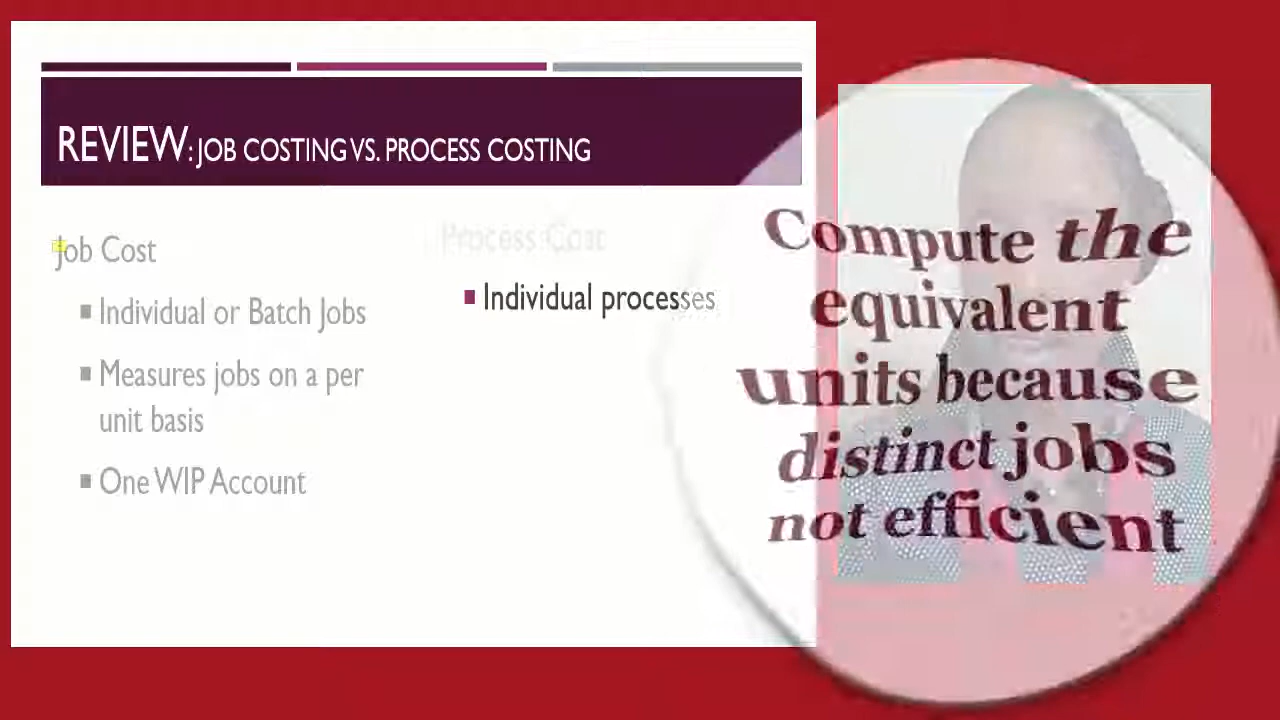 REVIEW: JOB COSTING VS. PROCESS COSTING
Job Cost
Individual or Batch Jobs
Measures jobs on a per
unit basis
One WIP Account
Process Cost
Individual processes
Compute the
equivalent
units because
distinct jobs
not efficient